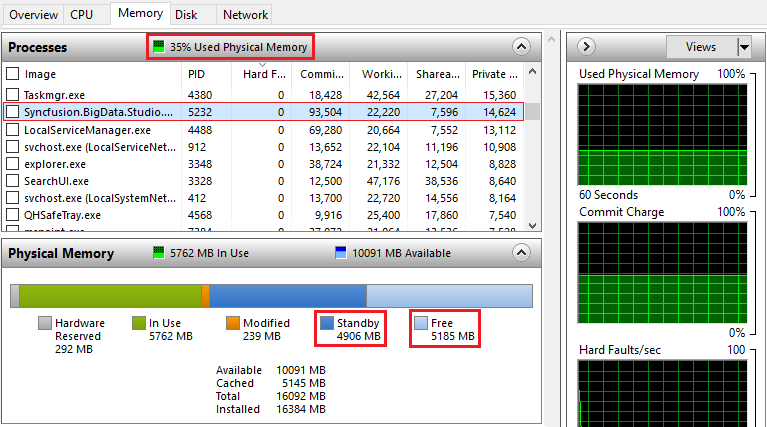 Overview CPU Memory Disk Network
Processes 35% Used Physical Memory
Image PID Hard F... Commi... Worki... Sharea... Private ...
Taskmgr.exe 4380 0 18,428 42,564 27,204 15,360
Syncfusion.BigData.Studio.... 5232 0 93,504 22,220 7,596 14,624
LocalServiceManager.exe 4488 0 69,280 20,664 7,552 13,112
svchost.exe (LocalServiceNet... 908 0 13,652 22,104 11,196 10,908
explorer.exe 3348 0 38,724 21,332 12,504 8,828
SearchUI.exe 3328 0 12,500 47,176 38,536 8,640
svchost.exe (LocalSystemNet... 412 0 13,700 22,720 14,556 8,164
QHSafeTray.exe 4568 0 9,916 25,400 17,860 7,540
Physical Memory 5762 MB In Use 10091 MB Available
Hardware Reserved
292 MB
In Use
5762 MB
Modified
239 MB
Standby
4906 MB
Free
5185 MB
Available 10091 MB
Cached 5145 MB
Total 16092 MB
Installed 16384 MB
Views
Used Physical Memory 100%
60 Seconds 0%
Commit Charge 100%
0%
Hard Faults/sec 100